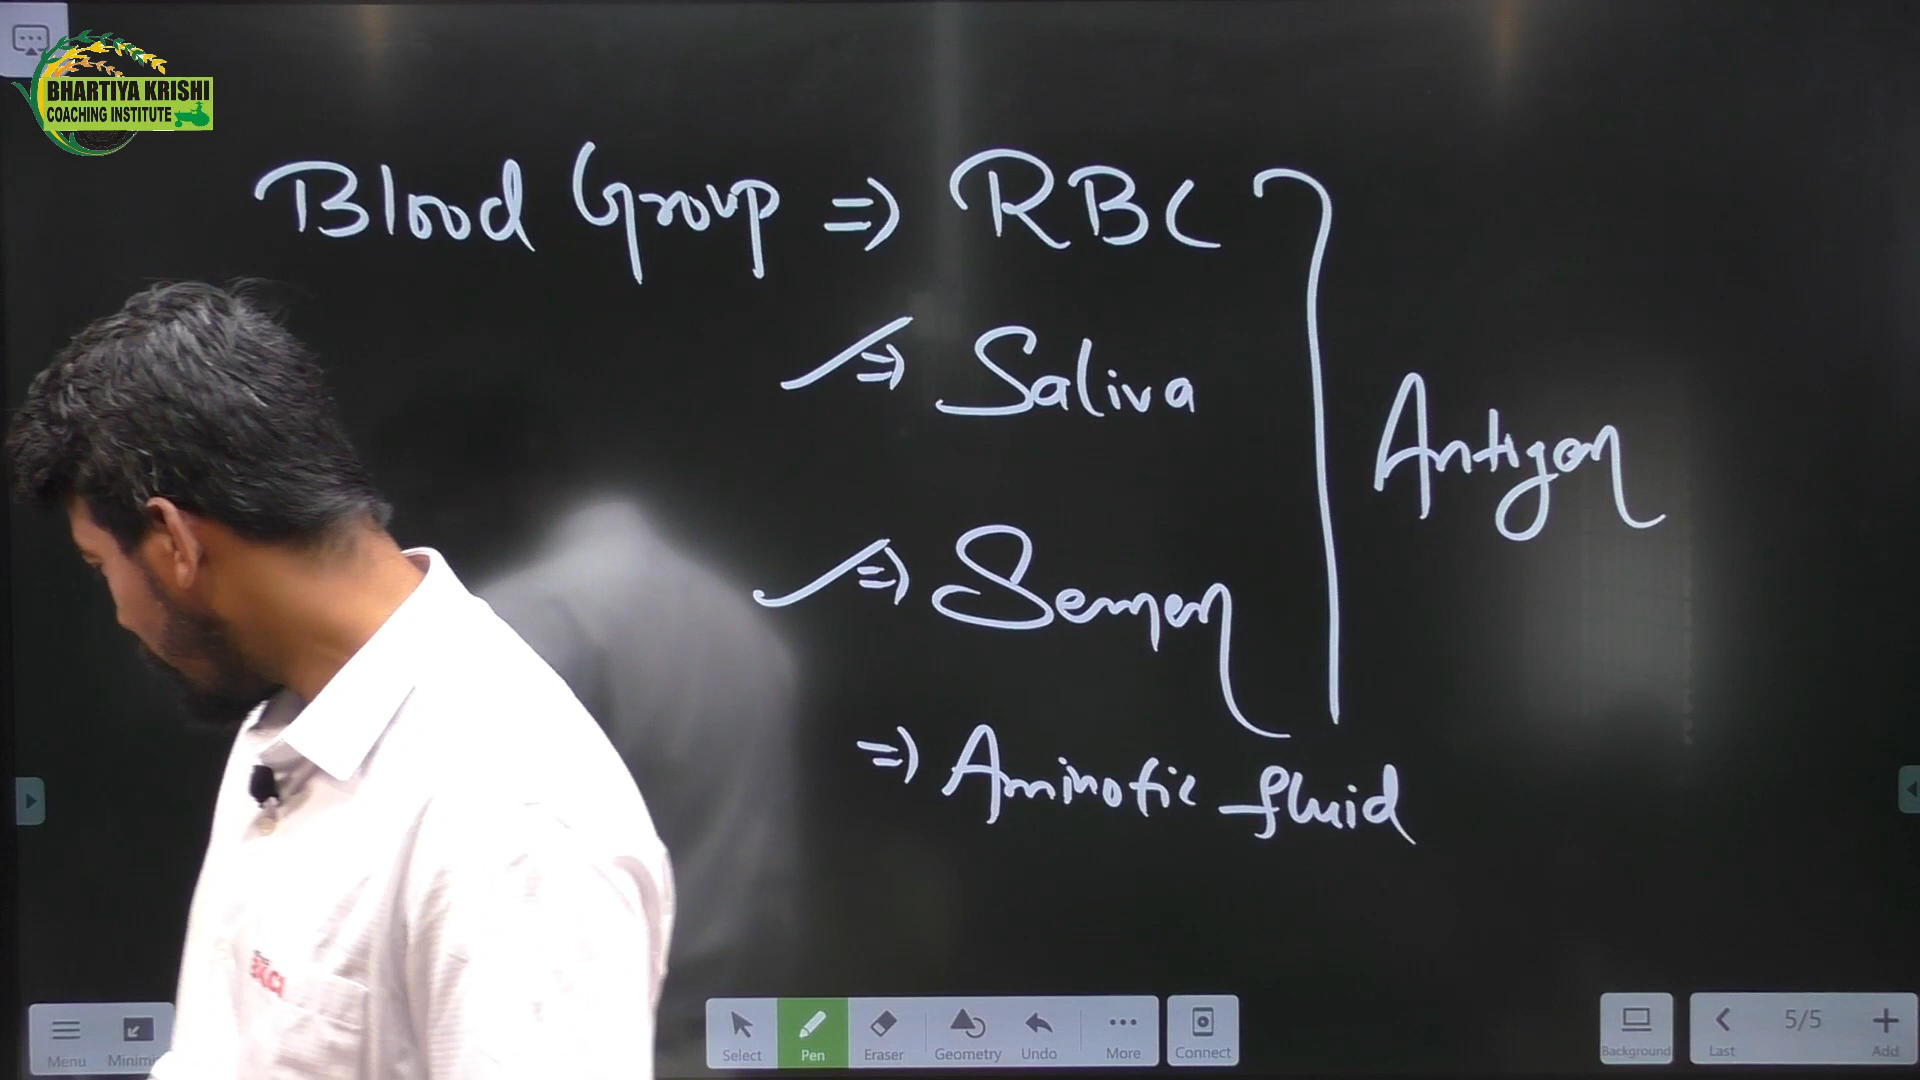 BHARTIYA KRISHI
COACHING INSTITUTE
Blood Group => RBC
=> Saliva
Antigen
=> Semen
=> Aminotic fluid
Menu
Select
Pen
Eraser
Geometry
Undo
More
Connect
Background
Last
5/5
Add